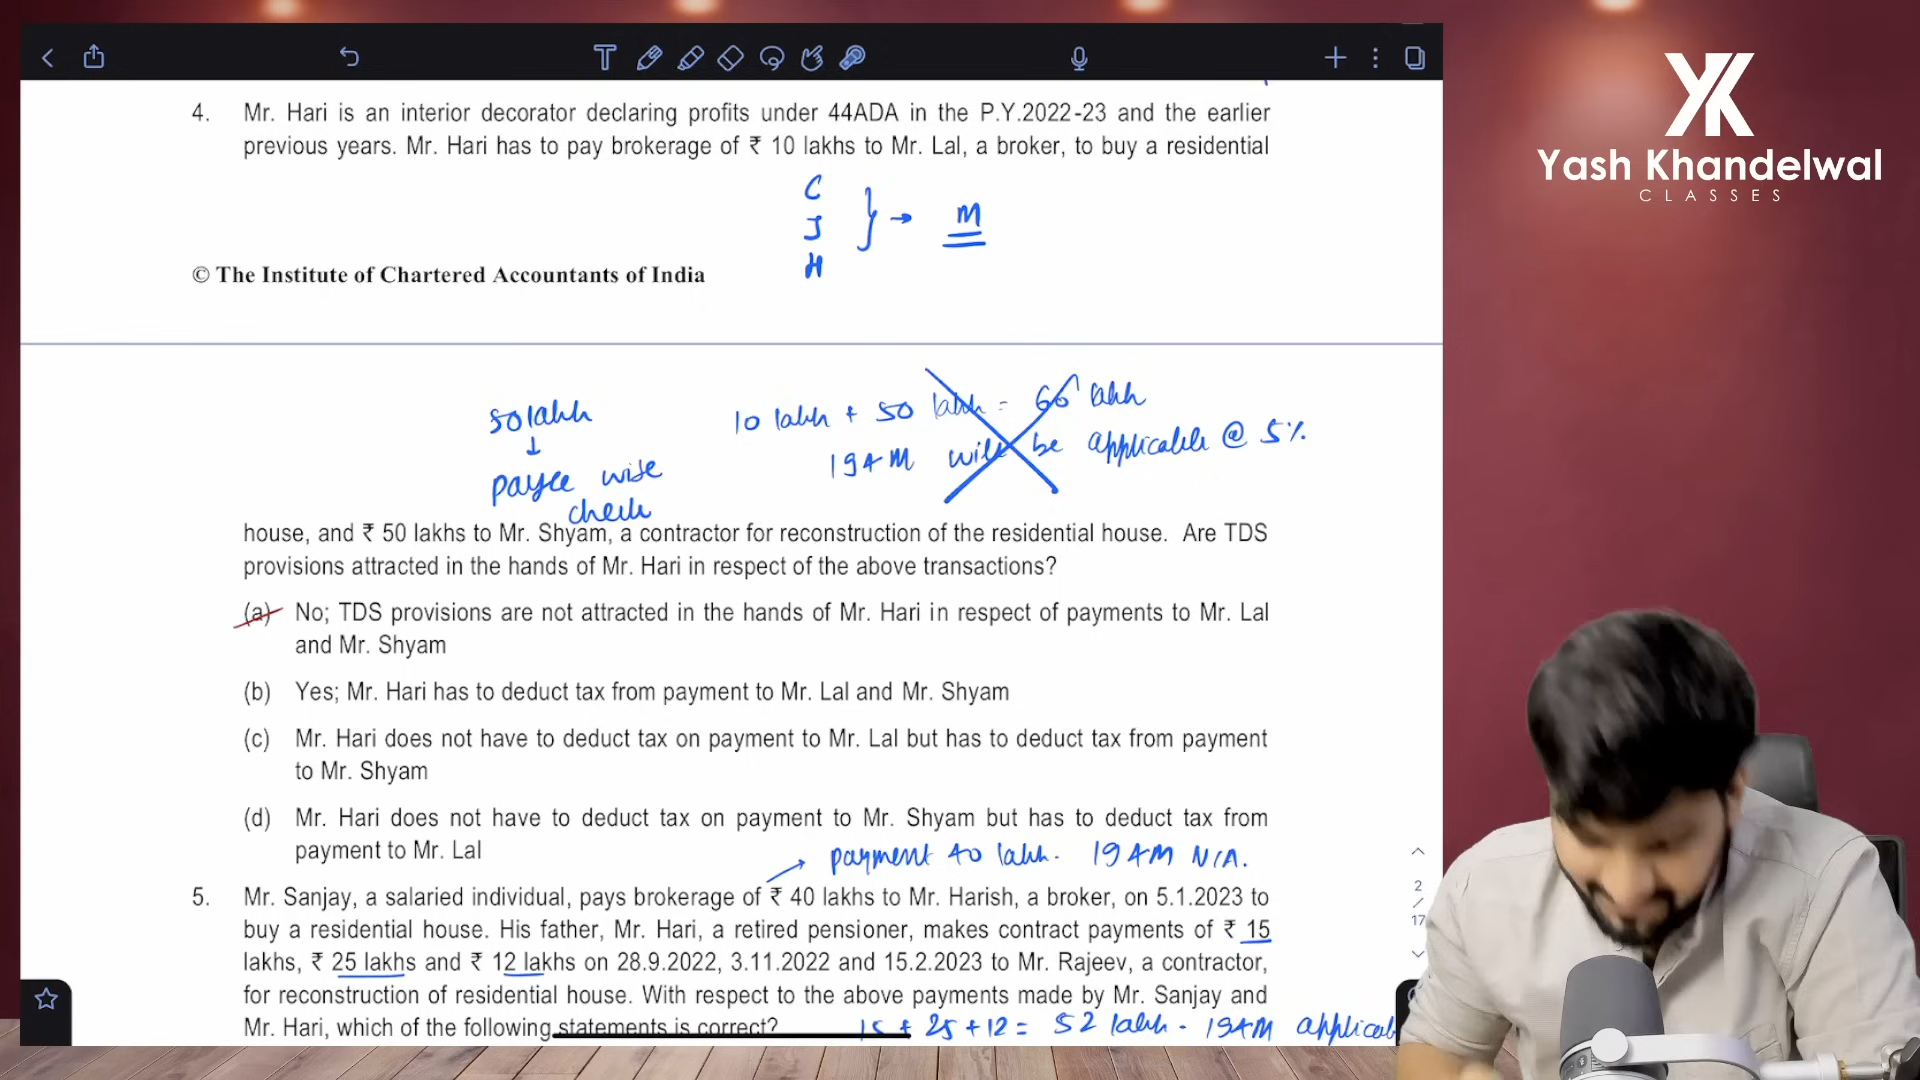 4. Mr. Hari is an interior decorator declaring profits under 44ADA in the P.Y.2022-23 and the earlier
previous years. Mr. Hari has to pay brokerage of ₹ 10 lakhs to Mr. Lal, a broker, to buy a residential
C
J
H
→ M
© The Institute of Chartered Accountants of India
50 lakh
↓
payee wise
check
10 lakh + 50 lakh = 60 lakh
194M will be applicable @ 5%
house, and ₹ 50 lakhs to Mr. Shyam, a contractor for reconstruction of the residential house. Are TDS
provisions attracted in the hands of Mr. Hari in respect of the above transactions?
(a) No; TDS provisions are not attracted in the hands of Mr. Hari in respect of payments to Mr. Lal
and Mr. Shyam
(b) Yes; Mr. Hari has to deduct tax from payment to Mr. Lal and Mr. Shyam
(c) Mr. Hari does not have to deduct tax on payment to Mr. Lal but has to deduct tax from payment
to Mr. Shyam
(d) Mr. Hari does not have to deduct tax on payment to Mr. Shyam but has to deduct tax from
payment to Mr. Lal
payment 40 lakh. 194M N/A.
5. Mr. Sanjay, a salaried individual, pays brokerage of ₹ 40 lakhs to Mr. Harish, a broker, on 5.1.2023 to
buy a residential house. His father, Mr. Hari, a retired pensioner, makes contract payments of ₹ 15
lakhs, ₹ 25 lakhs and ₹ 12 lakhs on 28.9.2022, 3.11.2022 and 15.2.2023 to Mr. Rajeev, a contractor,
for reconstruction of residential house. With respect to the above payments made by Mr. Sanjay and
Mr. Hari, which of the following statements is correct?
15 + 25 + 12 = 52 lakh - 194M applicab
2
/
17
YK
Yash Khandelwal
CLASSES